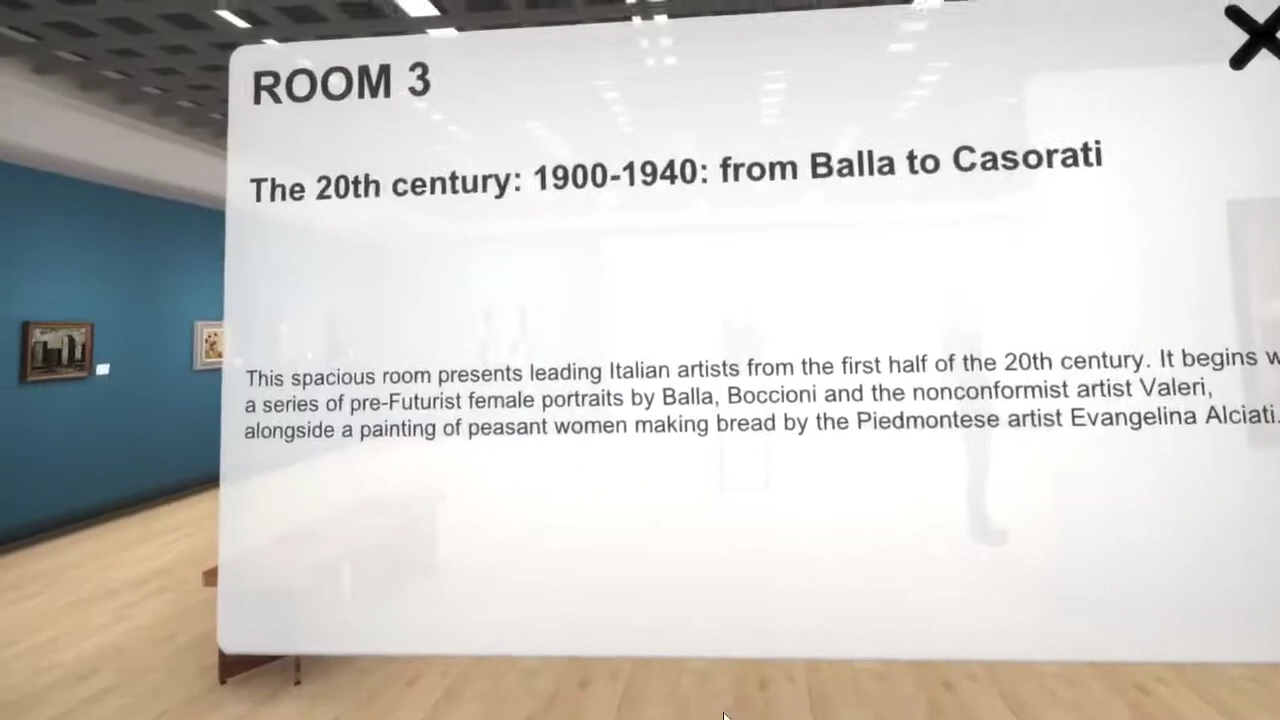 ROOM 3
The 20th century: 1900-1940: from Balla to Casorati
This spacious room presents leading Italian artists from the first half of the 20th century. It begins
a series of pre-Futurist female portraits by Balla, Boccioni and the nonconformist artist Valeri,
alongside a painting of peasant women making bread by the Piedmontese artist Evangelina Alciati.